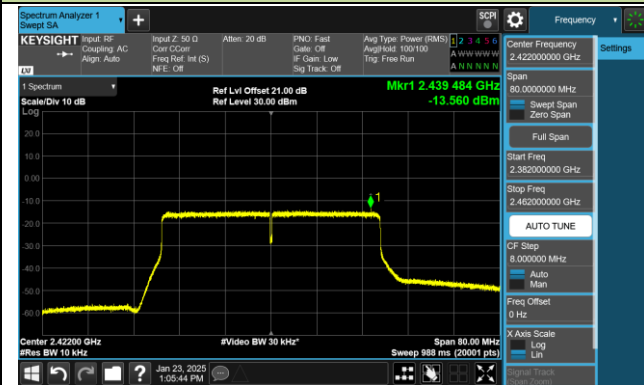 Spectrum Analyzer 1
Swept SA
+
SCPI
Frequency
KEYSIGHT
Input: RF
Coupling: AC
Align: Auto
Input Z: 50 Ω
Corr CCorr
Freq Ref: Int (S)
NFE: Off
Atten: 20 dB
PNO: Fast
Gate: Off
IF Gain: Low
Sig Track: Off
Avg Type: Power (RMS)
Avg|Hold: 100/100
Trig: Free Run
1 2 3 4 5 6
A W W W W W
A N N N N N
LXI
Center Frequency
2.422000000 GHz
Settings
Span
80.0000000 MHz
Swept Span
Zero Span
Full Span
Start Freq
2.382000000 GHz
Stop Freq
2.462000000 GHz
AUTO TUNE
CF Step
8.000000 MHz
Auto
Man
Freq Offset
0 Hz
X Axis Scale
Log
Lin
Signal Track
(Span Zoom)
1 Spectrum
Scale/Div 10 dB
Log
Ref Lvl Offset 21.00 dB
Ref Level 30.00 dBm
Mkr1 2.439 484 GHz
-13.560 dBm
20.0
10.0
0.00
-10.0
-20.0
-30.0
-40.0
-50.0
-60.0
1
Center 2.42200 GHz
#Res BW 10 kHz
#Video BW 30 kHz*
Span 80.00 MHz
Sweep 988 ms (20001 pts)
?
Jan 23, 2025
1:05:44 PM